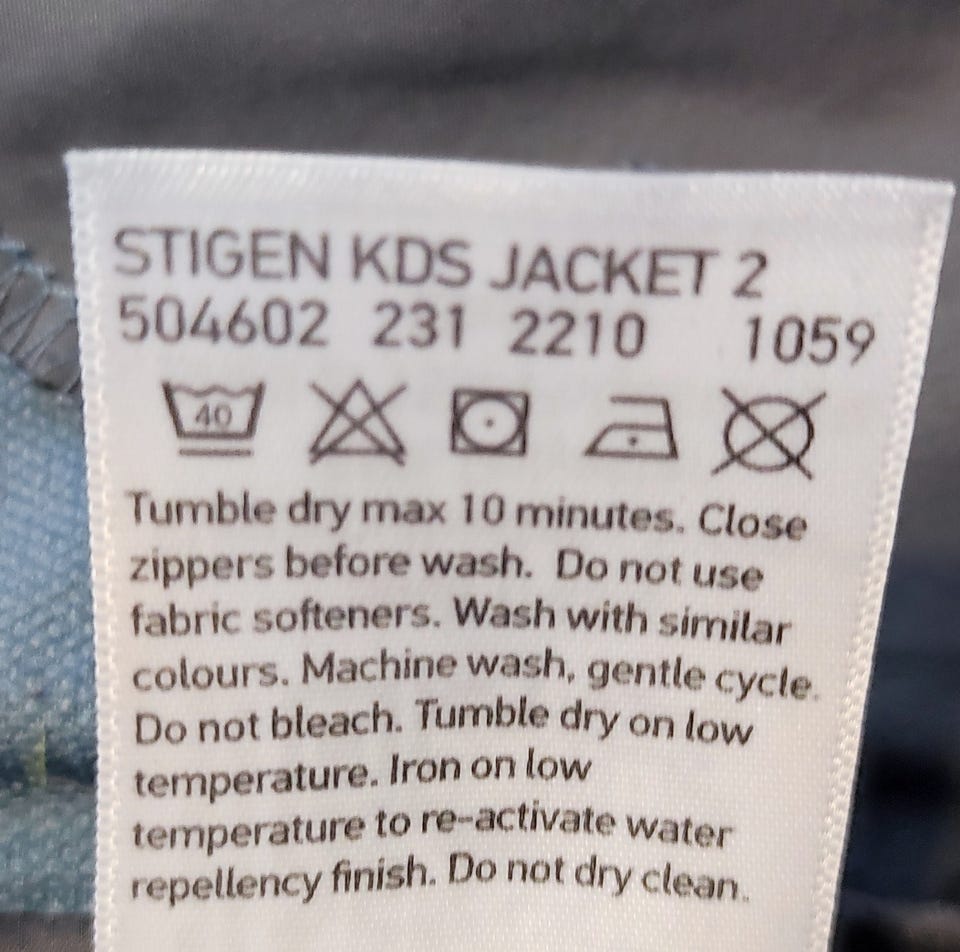 STIGEN KDS JACKET 2
504602 231 2210 1059
40
Tumble dry max 10 minutes. Close
zippers before wash. Do not use
fabric softeners. Wash with similar
colours. Machine wash, gentle cycle.
Do not bleach. Tumble dry on low
temperature. Iron on low
temperature to re-activate water
repellency finish. Do not dry clean.